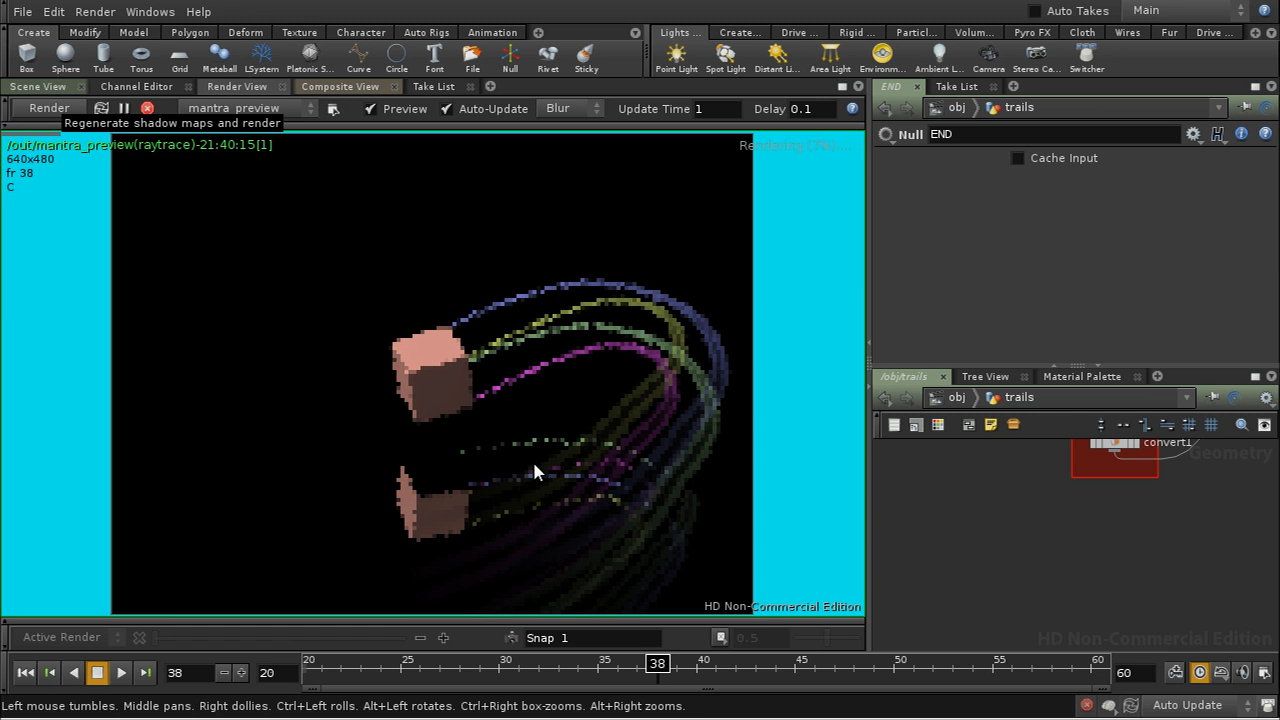 File Edit Render Windows Help
Auto Takes Main
Create Modify Model Polygon Deform Texture Character Auto Rigs Animation
Lights ... Create... Drive ... Rigid ... Particl... Volum... Pyro FX Cloth Wires Fur Drive ...
Box Sphere Tube Torus Grid Metaball LSystem Platonic S... Curve Circle Font File Null Rivet Sticky
Point Light Spot Light Distant Li... Area Light Environm... Ambient L... Camera Stereo Ca... Switcher
Scene View Channel Editor Render View Composite View Take List
END Take List
Render mantra_preview Preview Auto-Update Blur Update Time 1 Delay 0.1
obj trails
Regenerate shadow maps and render
Null END
/out/mantra_preview(raytrace)-21:40:15[1]
Rendering (7%)...
640x480
fr 38
C
Cache Input
/obj/trails Tree View Material Palette
obj trails
convert1
Geometry
HD Non-Commercial Edition
Active Render Snap 1 0.5
HD Non-Commercial Edition
38 20 20 25 30 35 38 40 45 50 55 60 60
Left mouse tumbles. Middle pans. Right dollies. Ctrl+Left rolls. Alt+Left rotates. Ctrl+Right box-zooms. Alt+Right zooms.
Auto Update